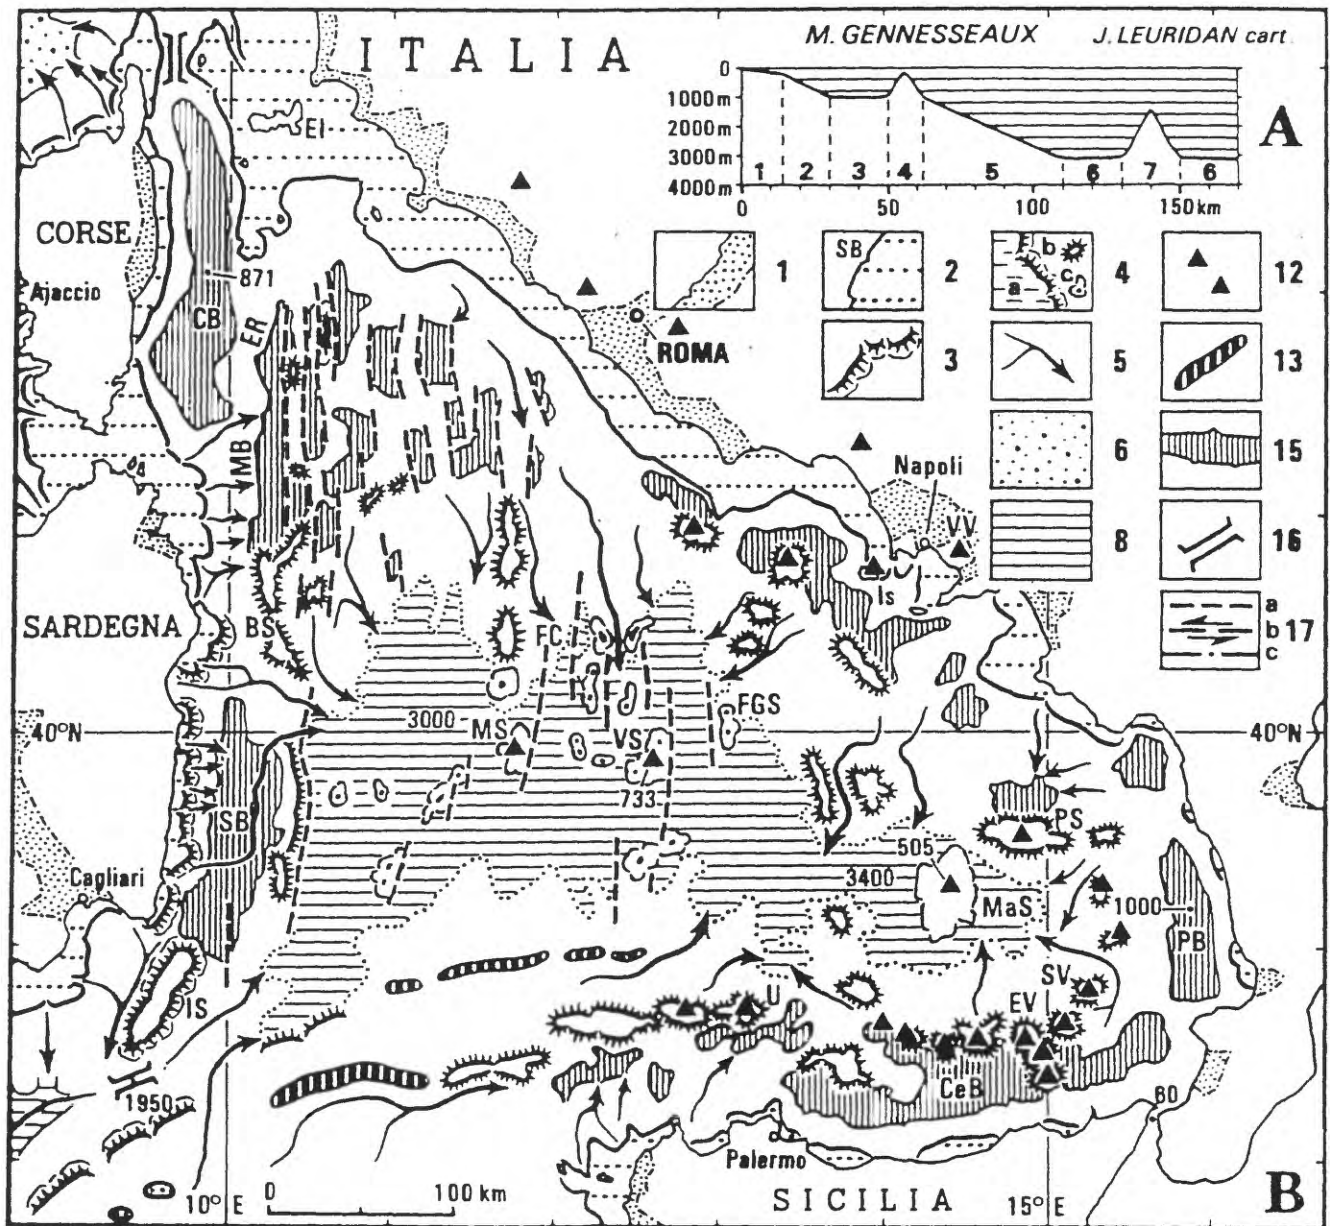 ITALIA
M. GENNESSEAUX J. LEURIDAN cart
0
1000m
2000m
3000m
4000m
1 2 3 4 5 6 7 6
0 50 100 150km
A
El
CORSE
Ajaccio
871
CB
ER
MB
ROMA
1
SB 2
a b c 4
12
3
5
13
6
15
8
16
a
b 17
c
Napoli
VV
Is
SARDEGNA
BS
FC
FGS
40°N
3000
MS
VS
733
40°N
SB
PS
505
3400
MaS
Cagliari
1000
PB
IS
U
SV
EV
CeB
1950
80
Palermo
10°E
0 100 km
SICILIA
15°E
B